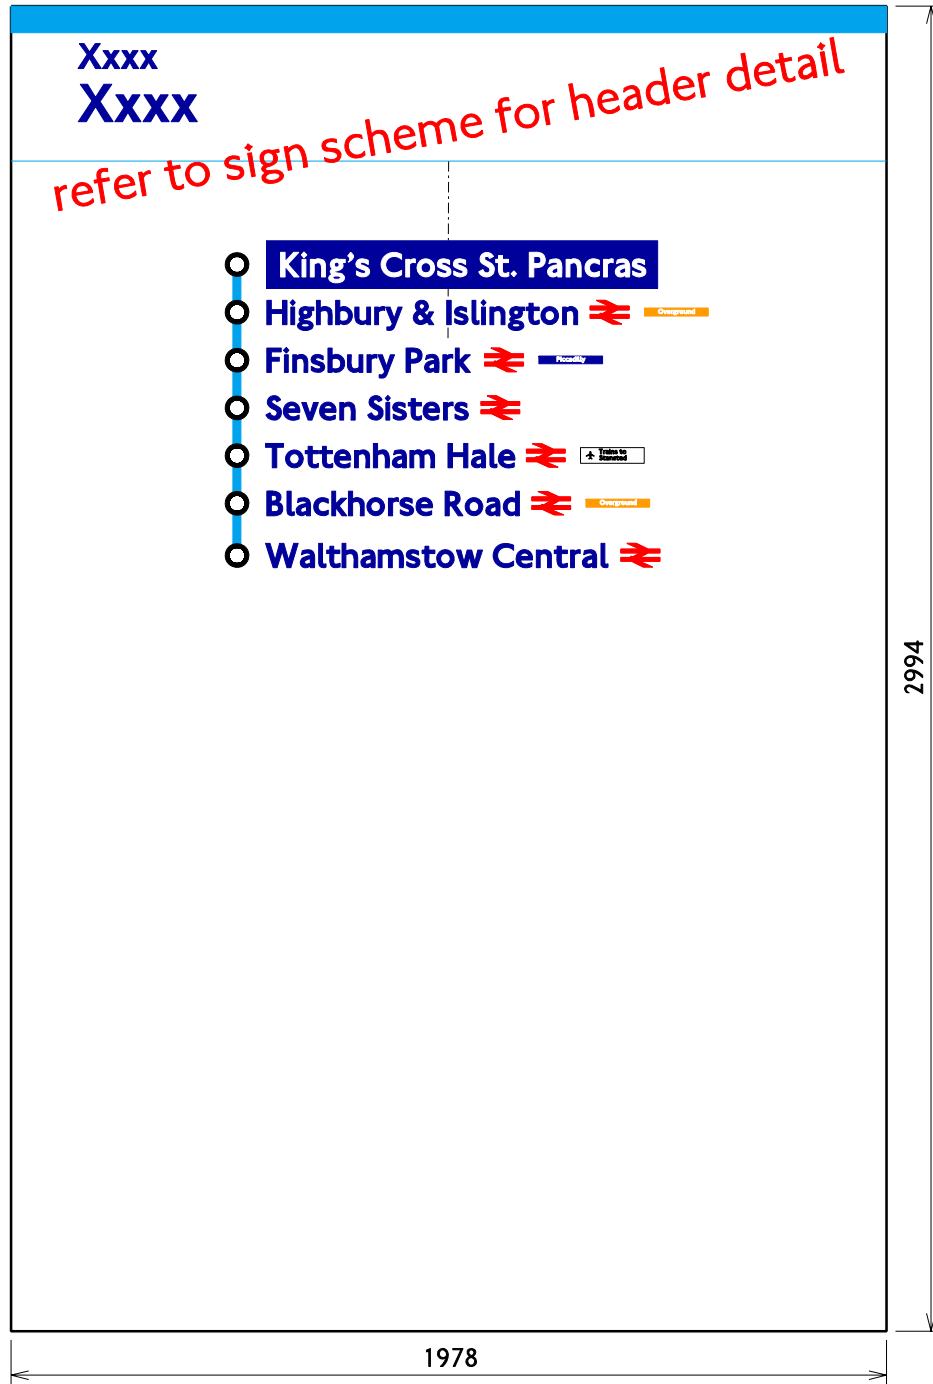 Xxxx
Xxxx
refer to sign scheme for header detail
King’s Cross St. Pancras
Highbury & Islington Overground
Finsbury Park Piccadilly
Seven Sisters
Tottenham Hale Trains to
Stansted
Blackhorse Road Overground
Walthamstow Central
2994
1978